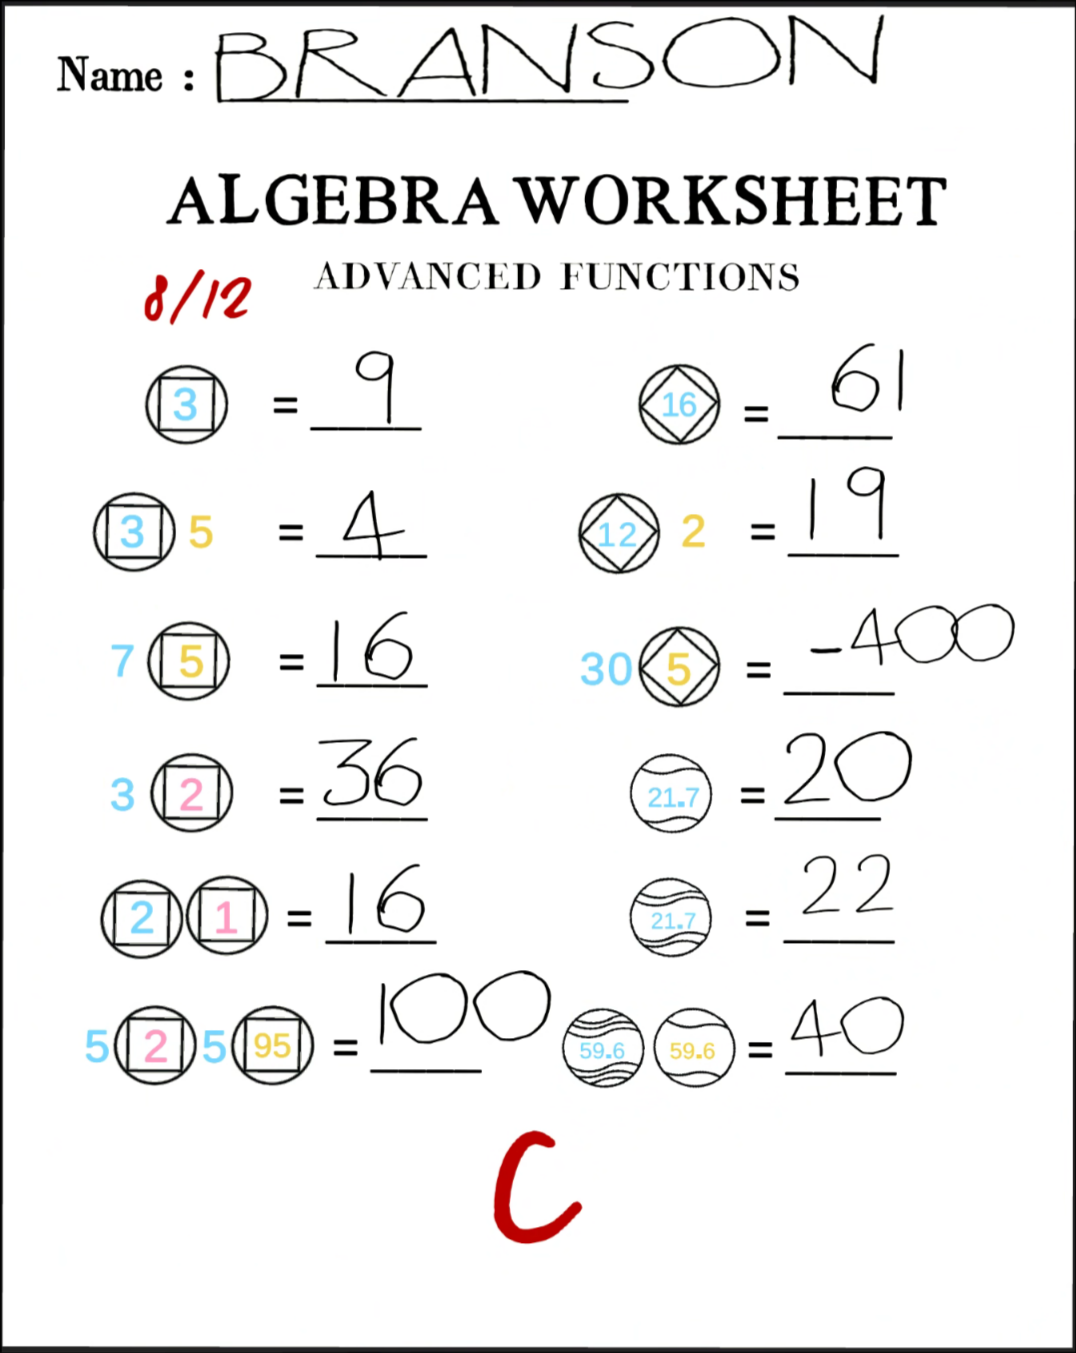 Name : BRANSON
ALGEBRA WORKSHEET
ADVANCED FUNCTIONS
8/12
3 = 9
16 = 61
3 5 = 4
12 2 = 19
7 5 = 16
30 5 = -400
3 2 = 36
21.7 = 20
2 1 = 16
21.7 = 22
5 2 5 95 = 100
59.6 59.6 = 40
C